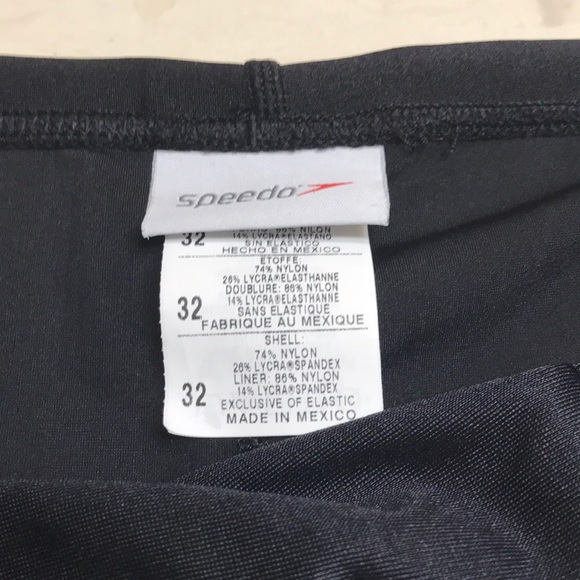 speedo
86% NILON
32 14% LYCRA®ELASTANO
SIN ELASTICO
HECHO EN MEXICO
ETOFFE:
74% NYLON
26% LYCRA®ELASTHANNE
DOUBLURE: 86% NYLON
14% LYCRA®ELASTHANNE
32 SANS ELASTIQUE
FABRIQUE AU MEXIQUE
SHELL:
74% NYLON
26% LYCRA®SPANDEX
LINER: 86% NYLON
14% LYCRA®SPANDEX
32 EXCLUSIVE OF ELASTIC
MADE IN MEXICO